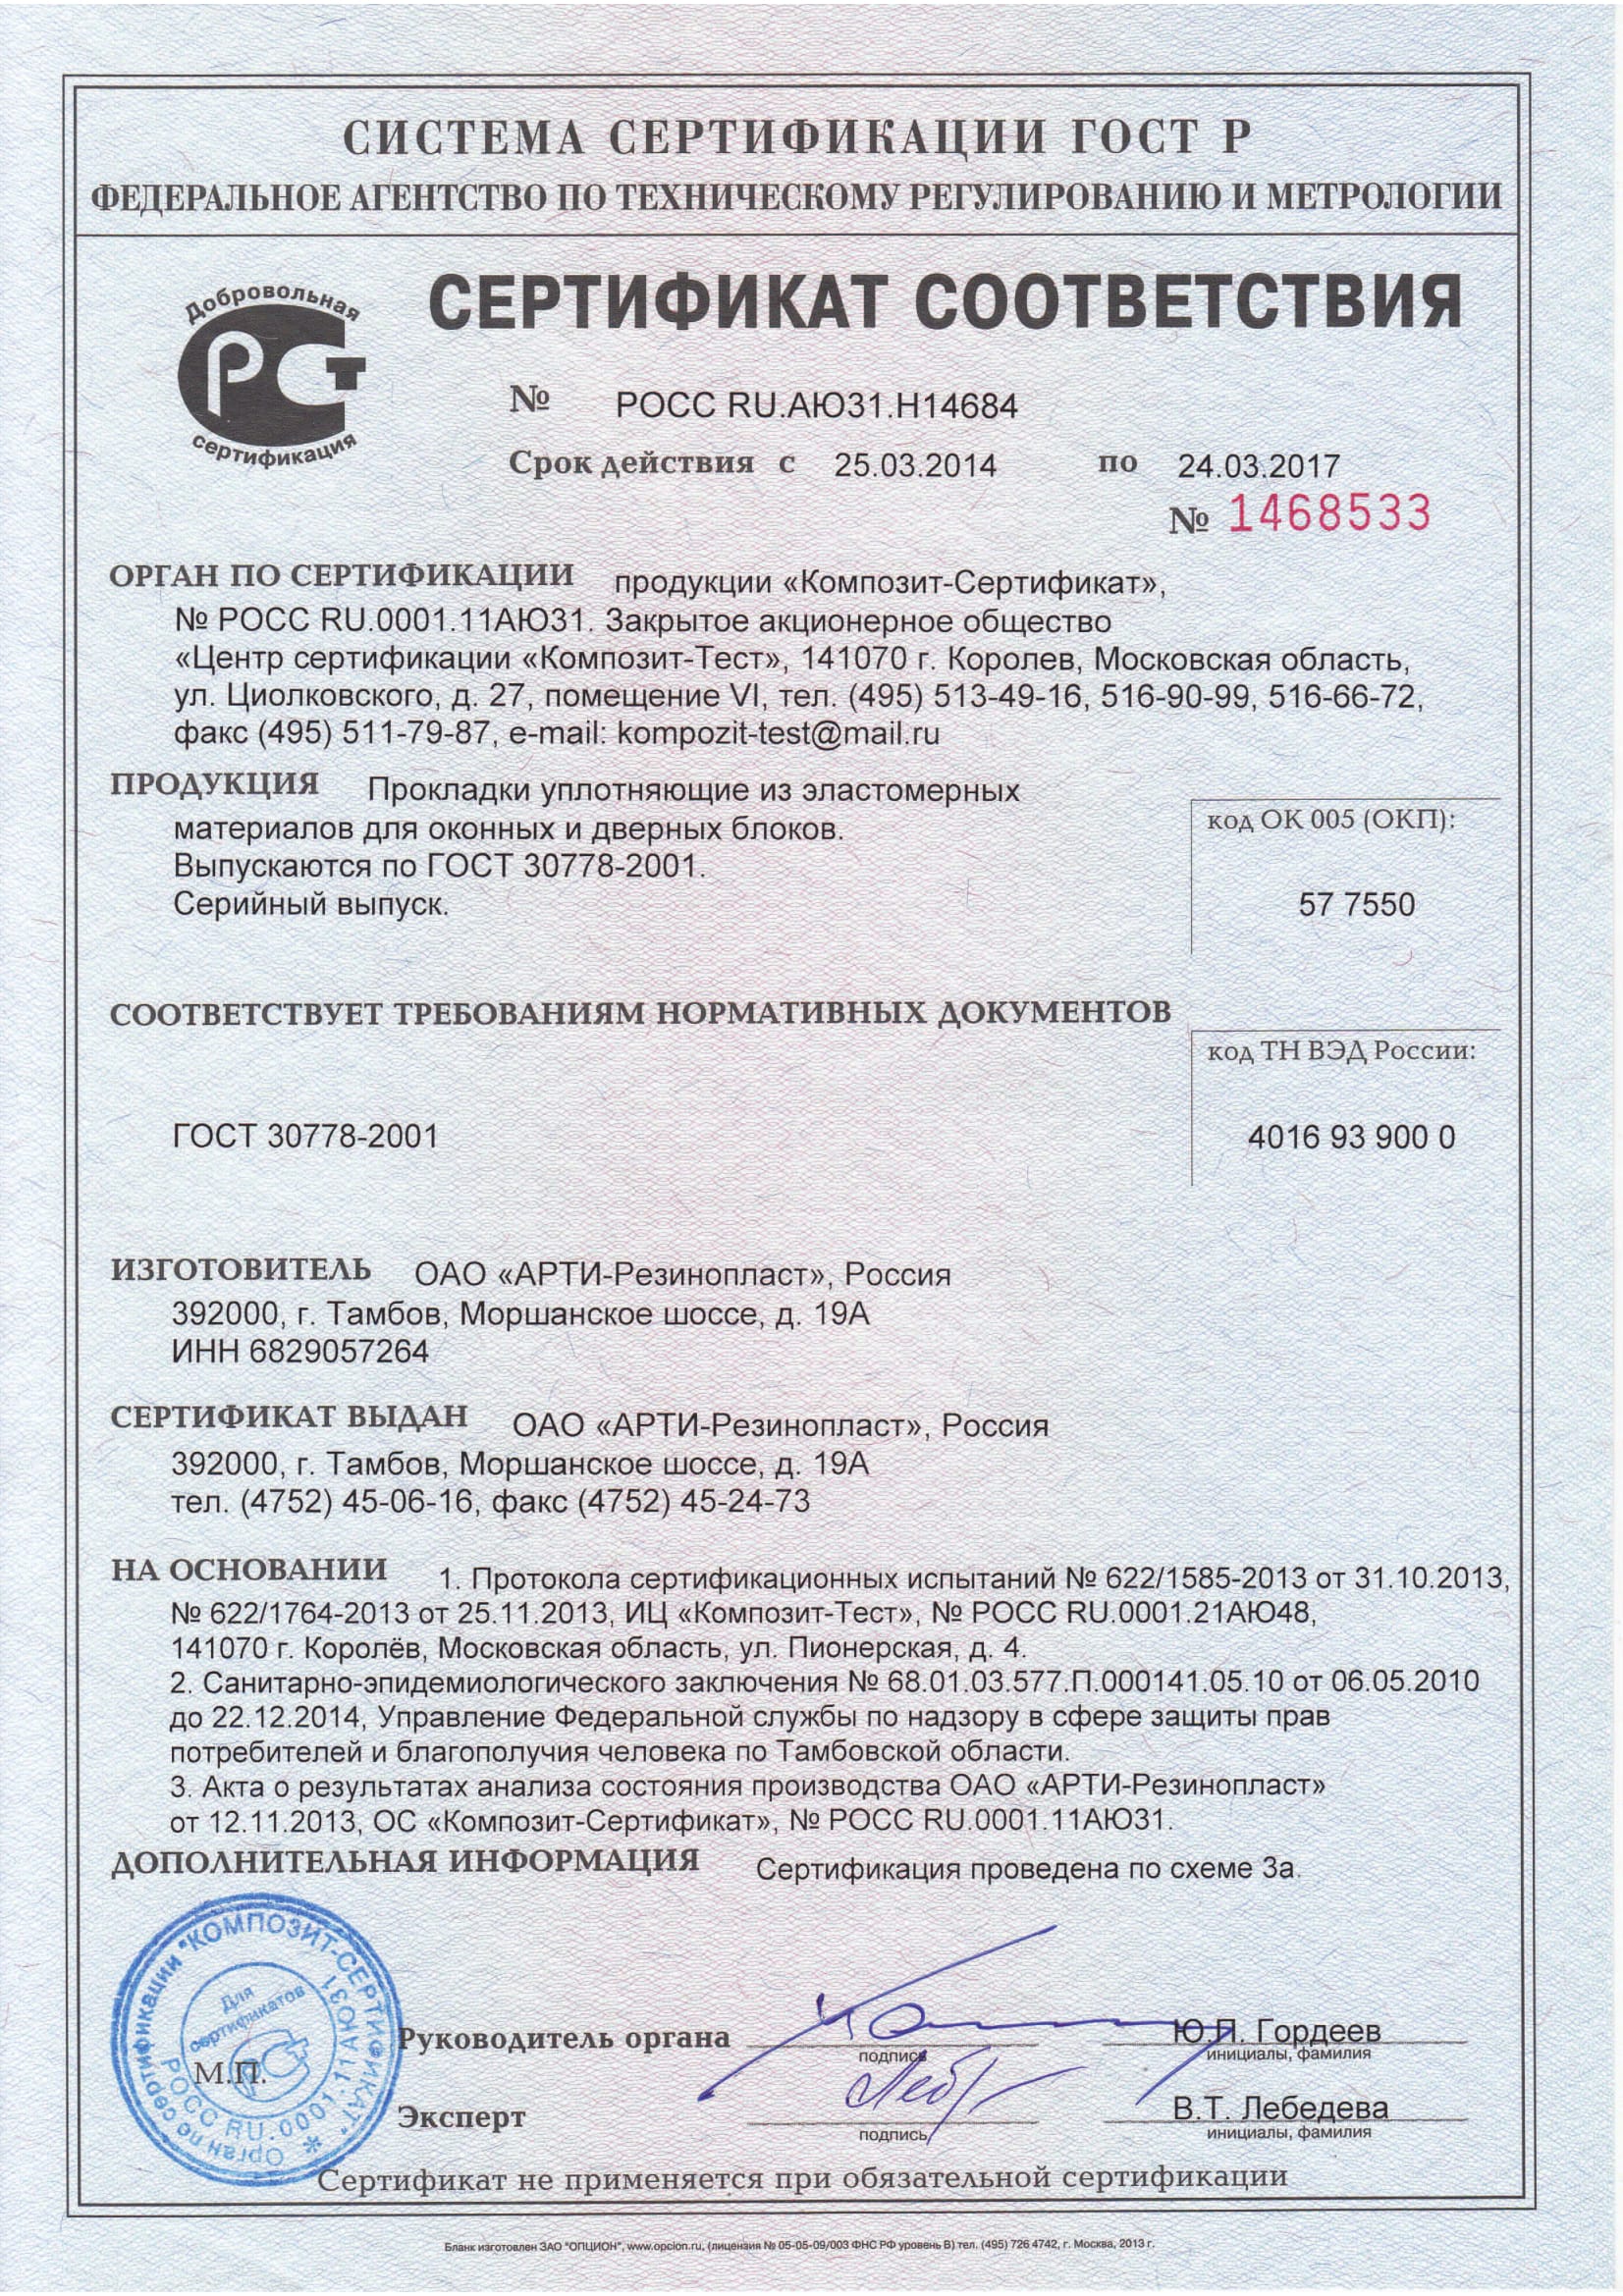 СИСТЕМА СЕРТИФИКАЦИИ ГОСТ Р
ФЕДЕРАЛЬНОЕ АГЕНТСТВО ПО ТЕХНИЧЕСКОМУ РЕГУЛИРОВАНИЮ И МЕТРОЛОГИИ
Добровольная
РСТ
сертификация
СЕРТИФИКАТ СООТВЕТСТВИЯ
№ РОСС RU.АЮ31.Н14684
Срок действия с 25.03.2014 по 24.03.2017
№ 1468533
ОРГАН ПО СЕРТИФИКАЦИИ продукции «Композит-Сертификат»,
№ РОСС RU.0001.11АЮ31. Закрытое акционерное общество
«Центр сертификации «Композит-Тест», 141070 г. Королев, Московская область,
ул. Циолковского, д. 27, помещение VI, тел. (495) 513-49-16, 516-90-99, 516-66-72,
факс (495) 511-79-87, e-mail: kompozit-test@mail.ru
ПРОДУКЦИЯ Прокладки уплотняющие из эластомерных
материалов для оконных и дверных блоков.
Выпускаются по ГОСТ 30778-2001.
Серийный выпуск.
код ОК 005 (ОКП):
57 7550
СООТВЕТСТВУЕТ ТРЕБОВАНИЯМ НОРМАТИВНЫХ ДОКУМЕНТОВ
код ТН ВЭД России:
ГОСТ 30778-2001
4016 93 900 0
ИЗГОТОВИТЕЛЬ ОАО «АРТИ-Резинопласт», Россия
392000, г. Тамбов, Моршанское шоссе, д. 19А
ИНН 6829057264
СЕРТИФИКАТ ВЫДАН ОАО «АРТИ-Резинопласт», Россия
392000, г. Тамбов, Моршанское шоссе, д. 19А
тел. (4752) 45-06-16, факс (4752) 45-24-73
НА ОСНОВАНИИ 1. Протокола сертификационных испытаний № 622/1585-2013 от 31.10.2013,
№ 622/1764-2013 от 25.11.2013, ИЦ «Композит-Тест», № РОСС RU.0001.21АЮ48,
141070 г. Королёв, Московская область, ул. Пионерская, д. 4.
2. Санитарно-эпидемиологического заключения № 68.01.03.577.П.000141.05.10 от 06.05.2010
до 22.12.2014, Управление Федеральной службы по надзору в сфере защиты прав
потребителей и благополучия человека по Тамбовской области.
3. Акта о результатах анализа состояния производства ОАО «АРТИ-Резинопласт»
от 12.11.2013, ОС «Композит-Сертификат», № РОСС RU.0001.11АЮ31.
ДОПОЛНИТЕЛЬНАЯ ИНФОРМАЦИЯ Сертификация проведена по схеме 3а.
Орган по сертификации "КОМПОЗИТ-СЕРТИФИКАТ"
РОСС RU.0001.11АЮ31
Для
сертификатов
М.П.
Руководитель органа
подпись
Ю.П. Гордеев
инициалы, фамилия
Эксперт
Леб
подпись
В.Т. Лебедева
инициалы, фамилия
Сертификат не применяется при обязательной сертификации
Бланк изготовлен ЗАО "ОПЦИОН", www.opcion.ru, (лицензия № 05-05-09/003 ФНС РФ уровень В) тел. (495) 726 4742, г. Москва, 2013 г.